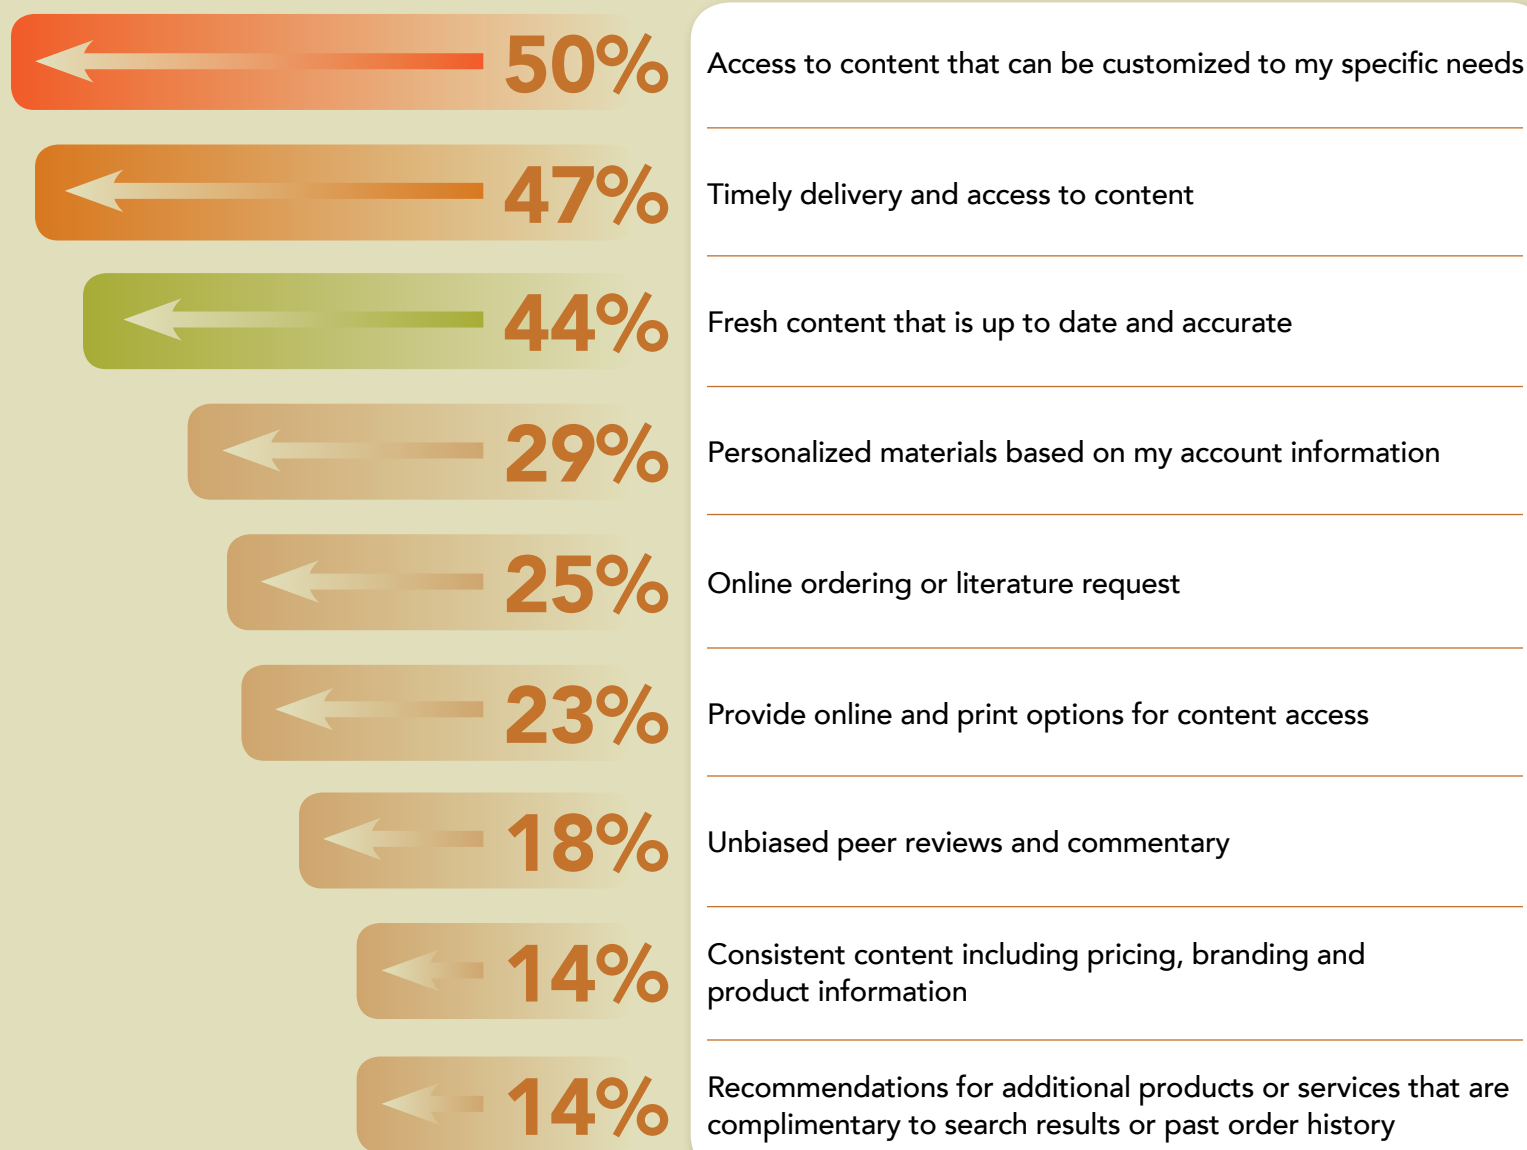 50%
Access to content that can be customized to my specific needs
47%
Timely delivery and access to content
44%
Fresh content that is up to date and accurate
29%
Personalized materials based on my account information
25%
Online ordering or literature request
23%
Provide online and print options for content access
18%
Unbiased peer reviews and commentary
14%
Consistent content including pricing, branding and
product information
14%
Recommendations for additional products or services that are
complimentary to search results or past order history